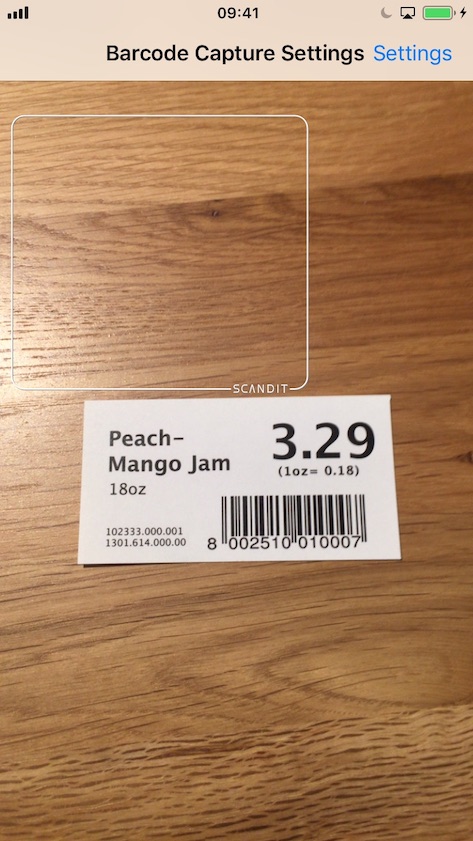 09:41
Barcode Capture Settings Settings
SCANDIT
Peach-
Mango Jam
18oz
3.29
(1oz= 0.18)
102333.000.001
1301.614.000.00
8 002510 010007